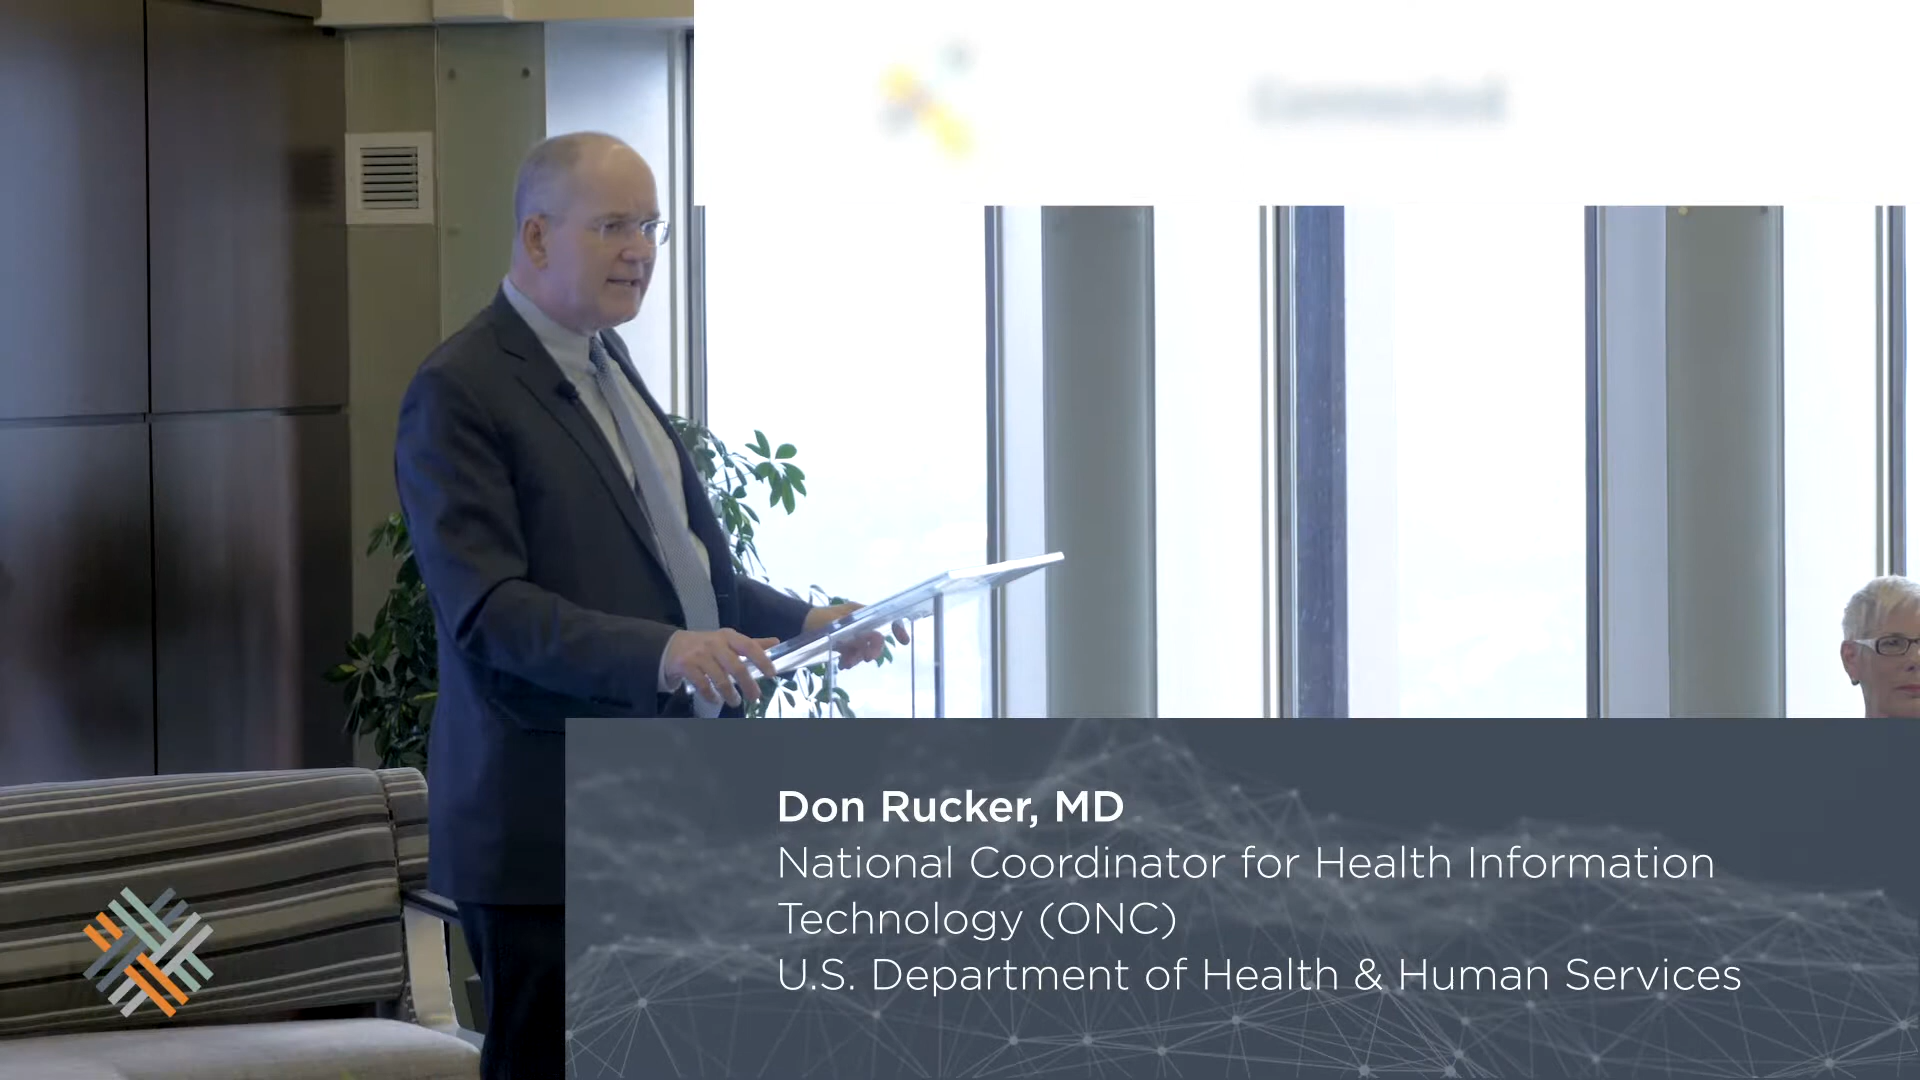 Don Rucker, MD
National Coordinator for Health Information
Technology (ONC)
U.S. Department of Health & Human Services